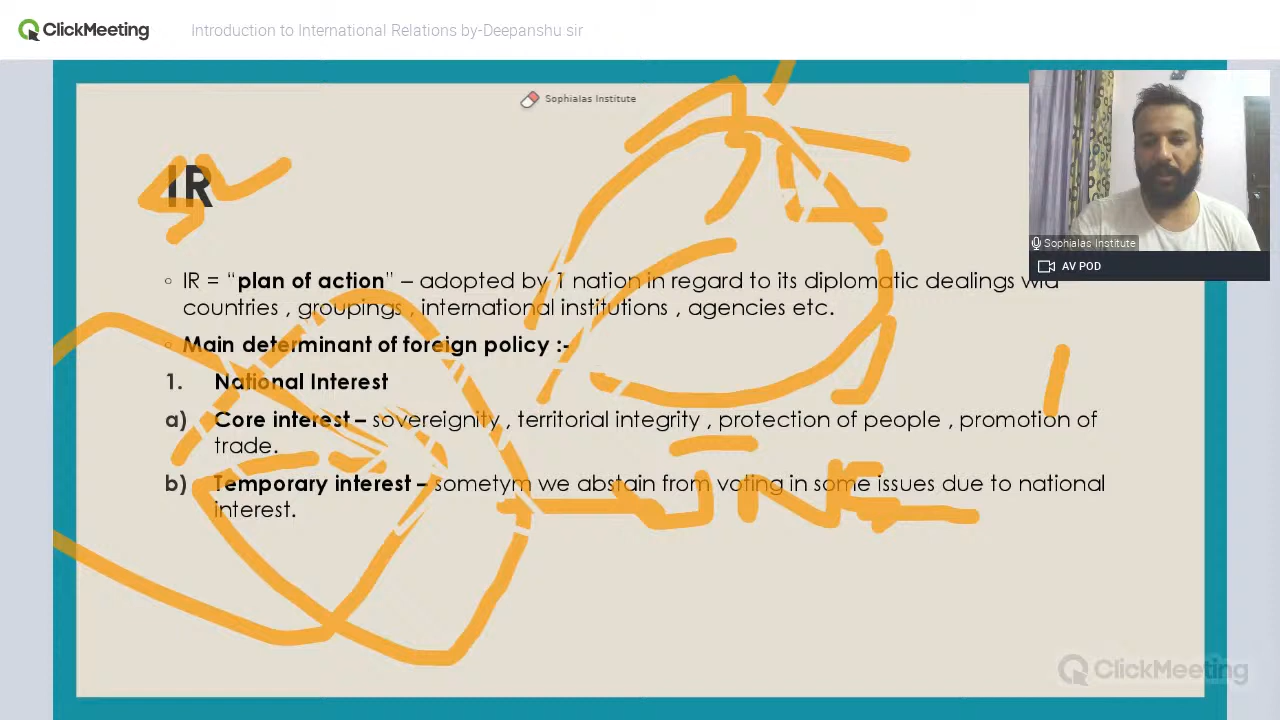 ClickMeeting
Introduction to International Relations by-Deepanshu sir
Sophialas Institute
IR
Sophialas Institute
AV POD
◦ IR = “plan of action” – adopted by 1 nation in regard to its diplomatic dealings
countries , groupings , international institutions , agencies etc.
◦ Main determinant of foreign policy :-
1. National Interest
a) Core interest – sovereignity , territorial integrity , protection of people , promotion of
trade.
b) Temporary interest – sometym we abstain from voting in some issues due to national
interest.
ClickMeeting